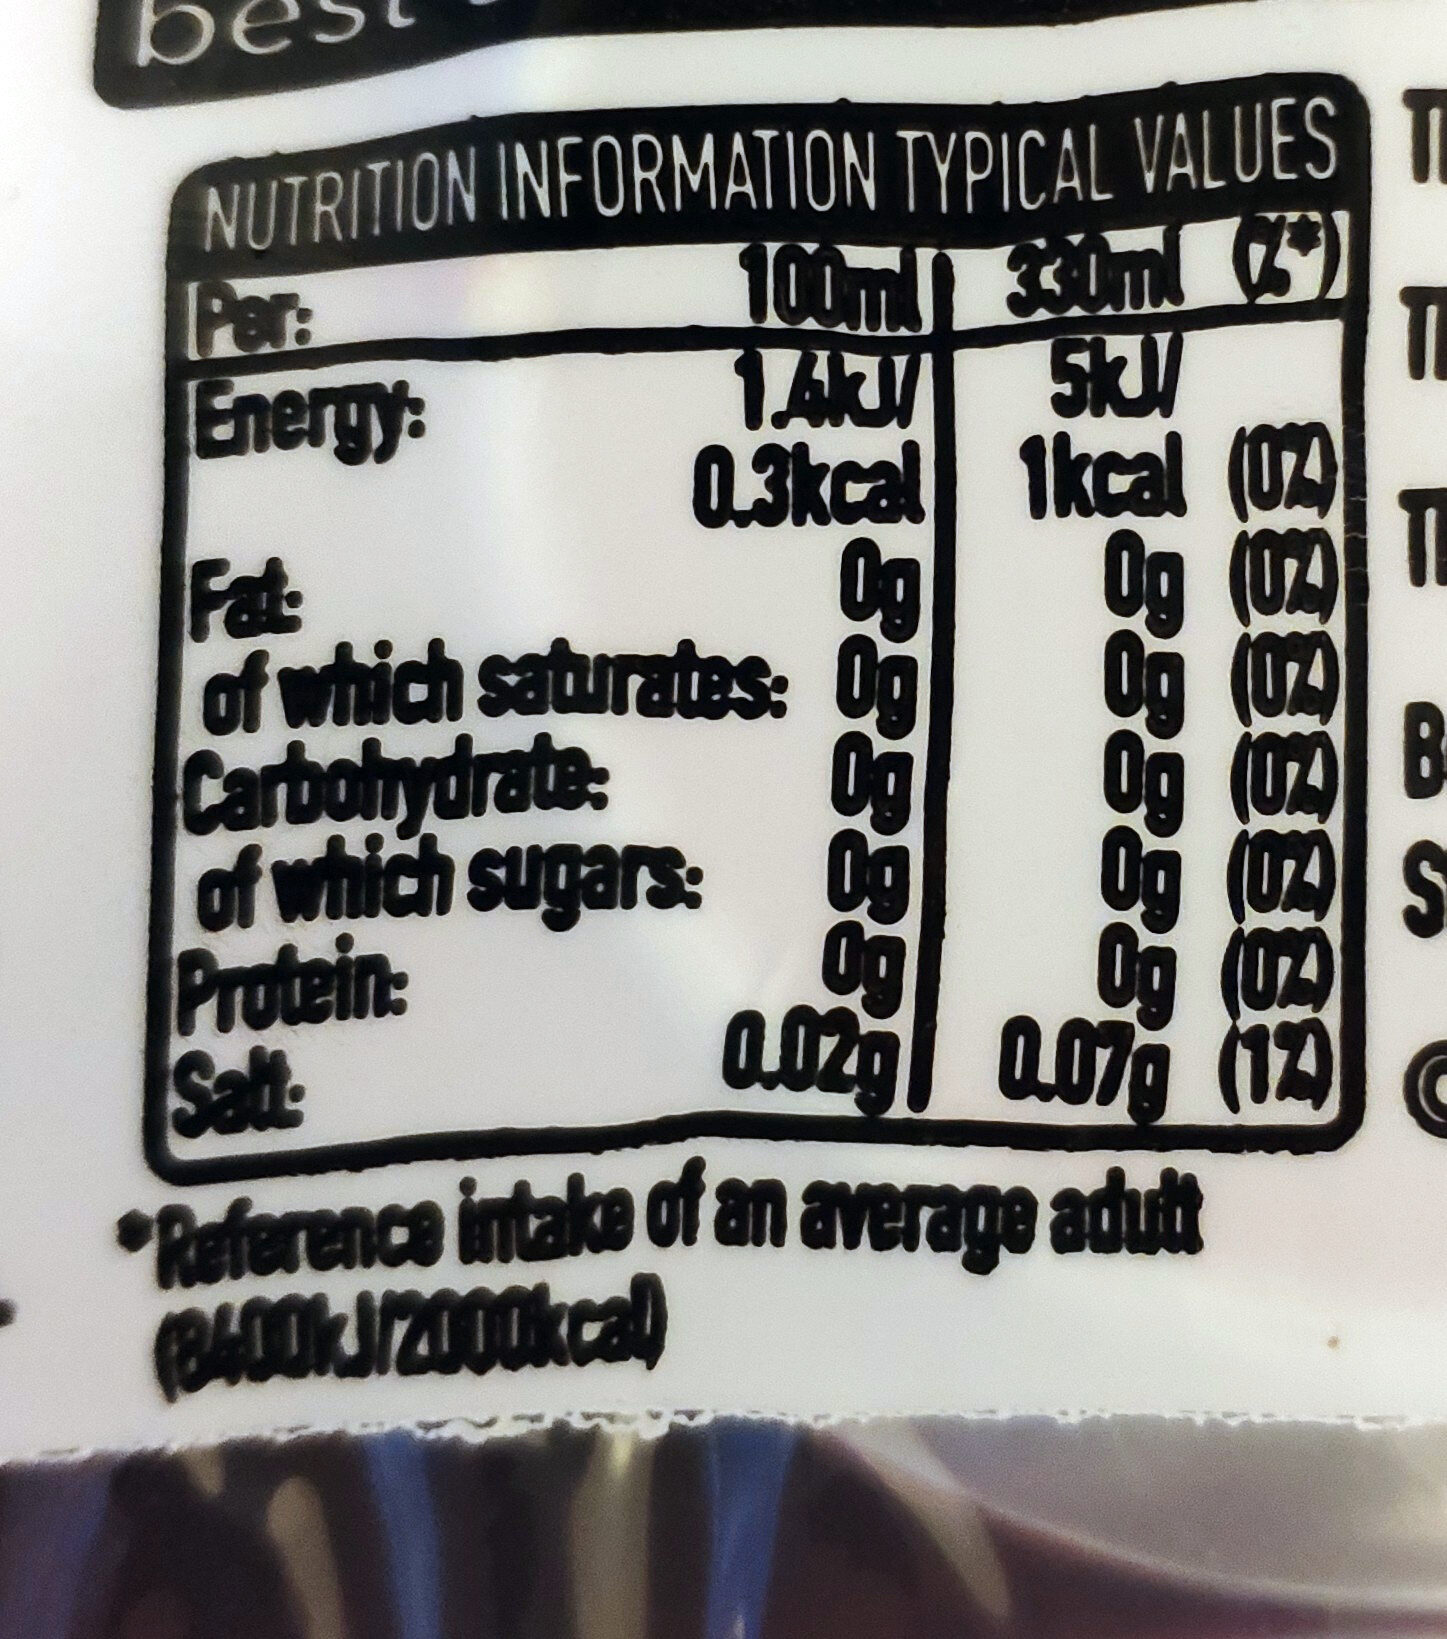 best
NUTRITION INFORMATION TYPICAL VALUES
Per: 100ml 330ml (%*)
Energy: 1.4kJ/ 5kJ/
0.3kcal 1kcal (0%)
Fat: 0g 0g (0%)
of which saturates: 0g 0g (0%)
Carbohydrate: 0g 0g (0%)
of which sugars: 0g 0g (0%)
Protein: 0g 0g (0%)
Salt: 0.02g 0.07g (1%)
*Reference intake of an average adult
(8400kJ/2000kcal)